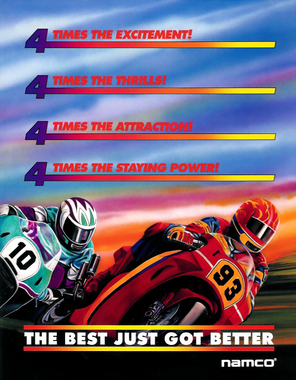 4 TIMES THE EXCITEMENT!
4 TIMES THE THRILLS!
4 TIMES THE ATTRACTION!
4 TIMES THE STAYING POWER!
10
93
THE BEST JUST GOT BETTER
namco®